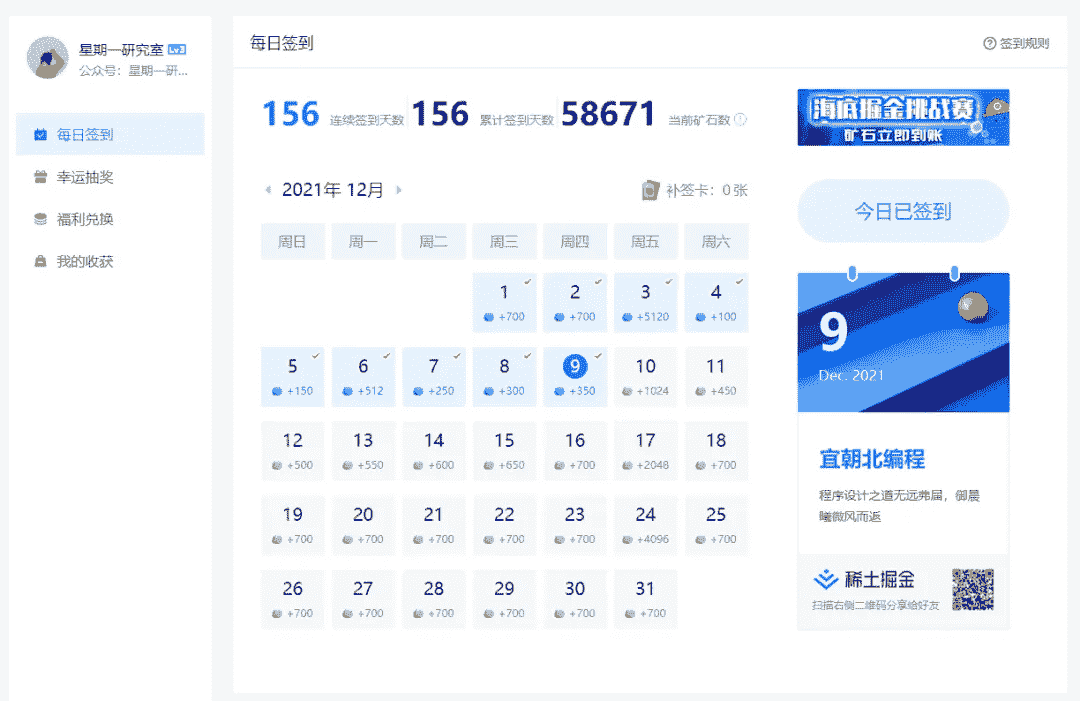 星期一研究室
公众号：星期一研...
每日签到
幸运抽奖
福利兑换
我的收获
每日签到
签到规则
156 连续签到天数 156 累计签到天数 58671 当前矿石数
2021年 12月
补签卡：0 张
周日 周一 周二 周三 周四 周五 周六
1 2 3 4
+700 +700 +5120 +100
5 6 7 8 9 10 11
+150 +512 +250 +300 +350 +1024 +450
12 13 14 15 16 17 18
+500 +550 +600 +650 +700 +2048 +700
19 20 21 22 23 24 25
+700 +700 +700 +700 +700 +4096 +700
26 27 28 29 30 31
+700 +700 +700 +700 +700 +700
海底掘金挑战赛
矿石立即到账
今日已签到
9
Dec. 2021
宜朝北编程
程序设计之道无远弗届，御晨
曦微风而返
稀土掘金
扫描右侧二维码分享给好友